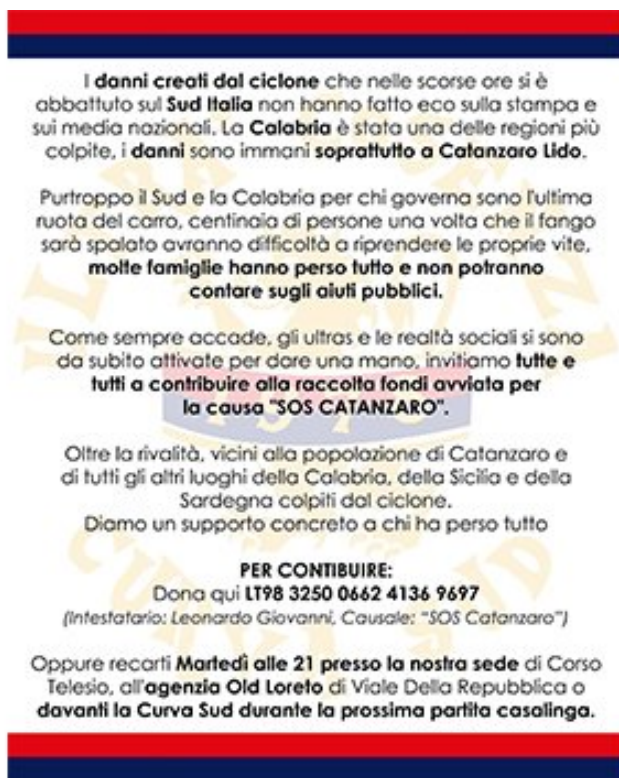 I danni creati dal ciclone che nelle scorse ore si è
abbattuto sul Sud Italia non hanno fatto eco sulla stampa e
sui media nazionali. La Calabria è stata una delle regioni più
colpite, i danni sono immani soprattutto a Catanzaro Lido.
Purtroppo il Sud e la Calabria per chi governa sono l'ultima
ruota del carro, centinaia di persone una volta che il fango
sarà spalato avranno difficoltà a riprendere le proprie vite,
molte famiglie hanno perso tutto e non potranno
contare sugli aiuti pubblici.
Come sempre accade, gli ultras e le realtà sociali si sono
da subito attivate per dare una mano, invitiamo tutte e
tutti a contribuire alla raccolta fondi avviata per
la causa "SOS CATANZARO".
Oltre la rivalità, vicini alla popolazione di Catanzaro e
di tutti gli altri luoghi della Calabria, della Sicilia e della
Sardegna colpiti dal ciclone.
Diamo un supporto concreto a chi ha perso tutto
PER CONTIBUIRE:
Dona qui LT98 3250 0662 4136 9697
(Intestatario: Leonardo Giovanni, Causale: "SOS Catanzaro")
Oppure recarti Martedì alle 21 presso la nostra sede di Corso
Telesio, all'agenzia Old Loreto di Viale Della Repubblica o
davanti la Curva Sud durante la prossima partita casalinga.